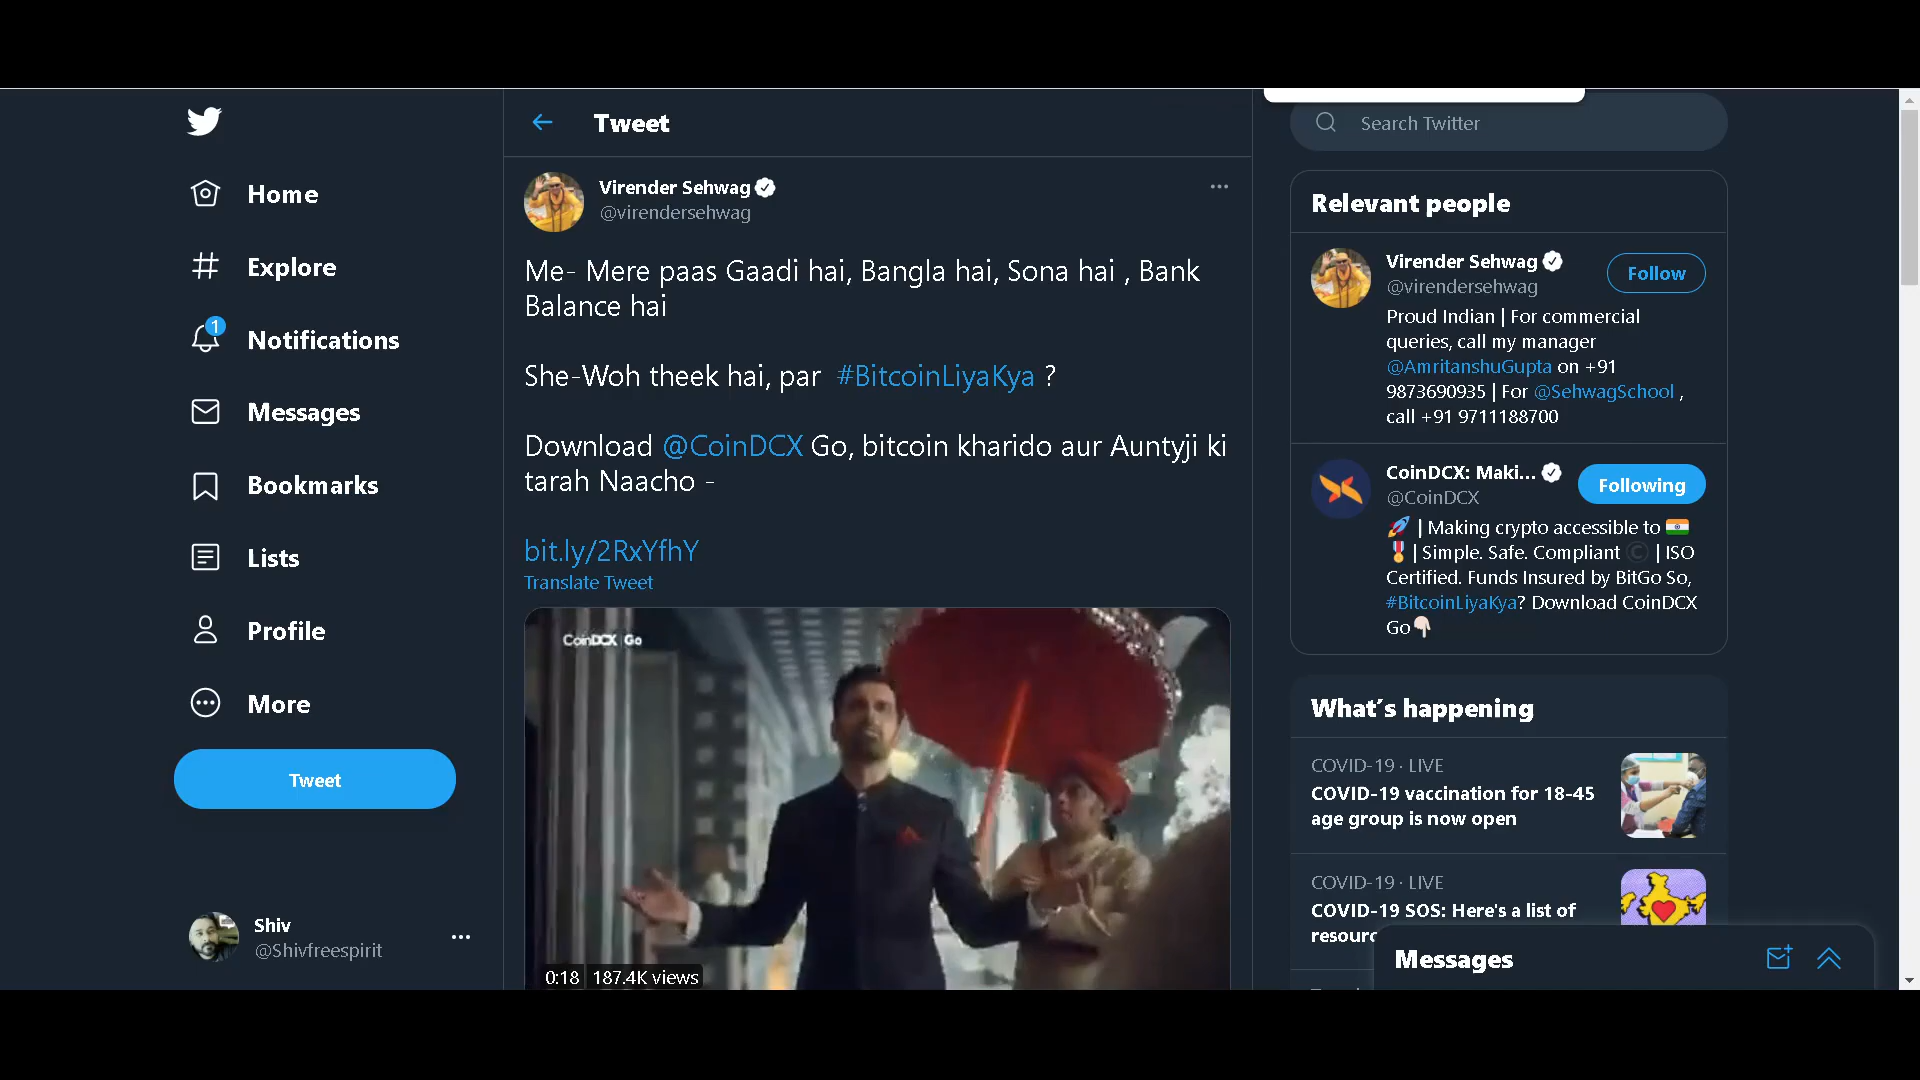 Home
Explore
1
Notifications
Messages
Bookmarks
Lists
Profile
More
Tweet
Shiv
@Shivfreespirit
Tweet
Virender Sehwag
@virendersehwag
Me- Mere paas Gaadi hai, Bangla hai, Sona hai , Bank
Balance hai
She-Woh theek hai, par #BitcoinLiyaKya ?
Download @CoinDCX Go, bitcoin kharido aur Auntyji ki
tarah Naacho -
bit.ly/2RxYfhY
Translate Tweet
CoinDCX Go
0:18 187.4K views
Search Twitter
Relevant people
Virender Sehwag
@virendersehwag
Follow
Proud Indian | For commercial
queries, call my manager
@AmritanshuGupta on +91
9873690935 | For @SehwagSchool ,
call +91 9711188700
CoinDCX: Maki...
@CoinDCX
Following
🚀 | Making crypto accessible to 🇮🇳
🎖️ | Simple. Safe. Compliant © | ISO
Certified. Funds Insured by BitGo So,
#BitcoinLiyaKya? Download CoinDCX
Go👇🏻
What's happening
COVID-19 · LIVE
COVID-19 vaccination for 18-45
age group is now open
COVID-19 · LIVE
COVID-19 SOS: Here's a list of
resourc
Messages